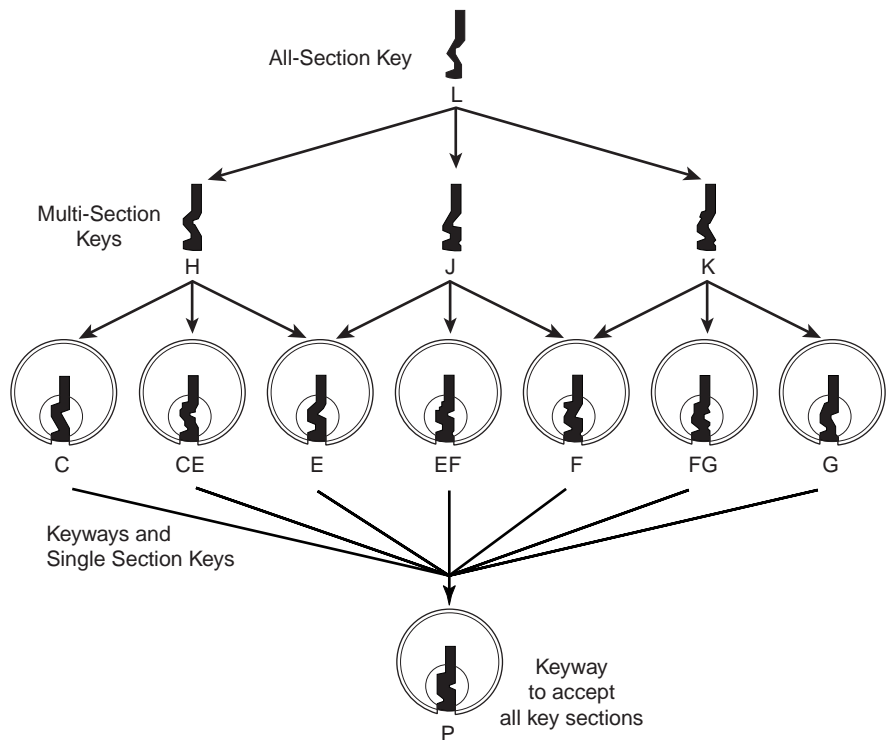 All-Section Key
L
Multi-Section
Keys
H
J
K
C
CE
E
EF
F
FG
G
Keyways and
Single Section Keys
Keyway
to accept
all key sections
P